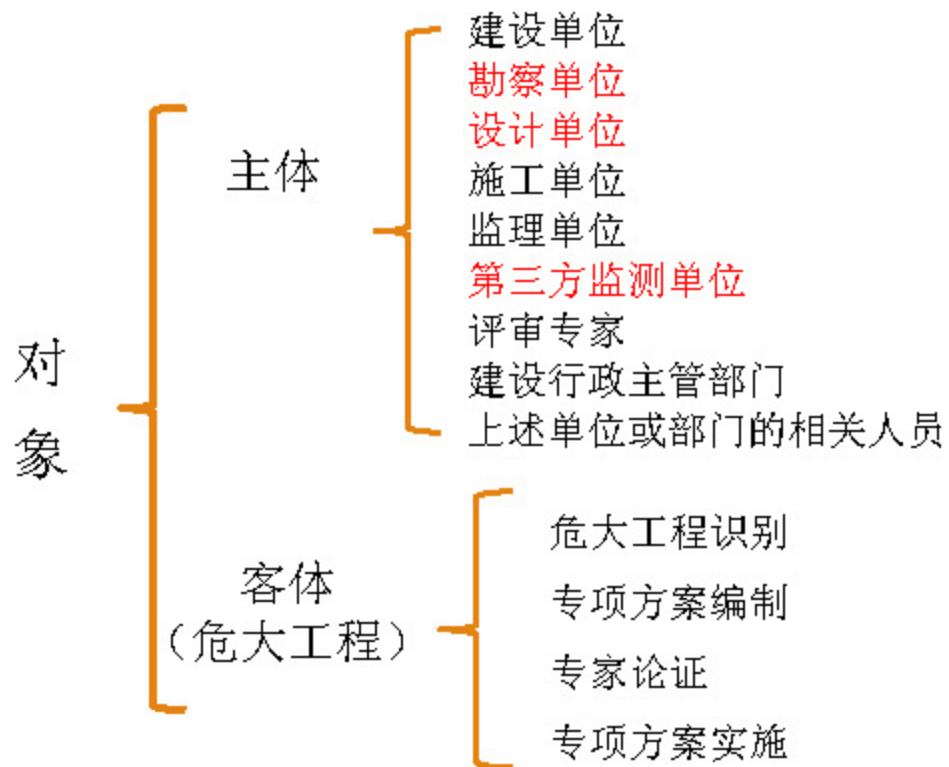 对象
主体
建设单位
勘察单位
设计单位
施工单位
监理单位
第三方监测单位
评审专家
建设行政主管部门
上述单位或部门的相关人员
客体
（危大工程）
危大工程识别
专项方案编制
专家论证
专项方案实施